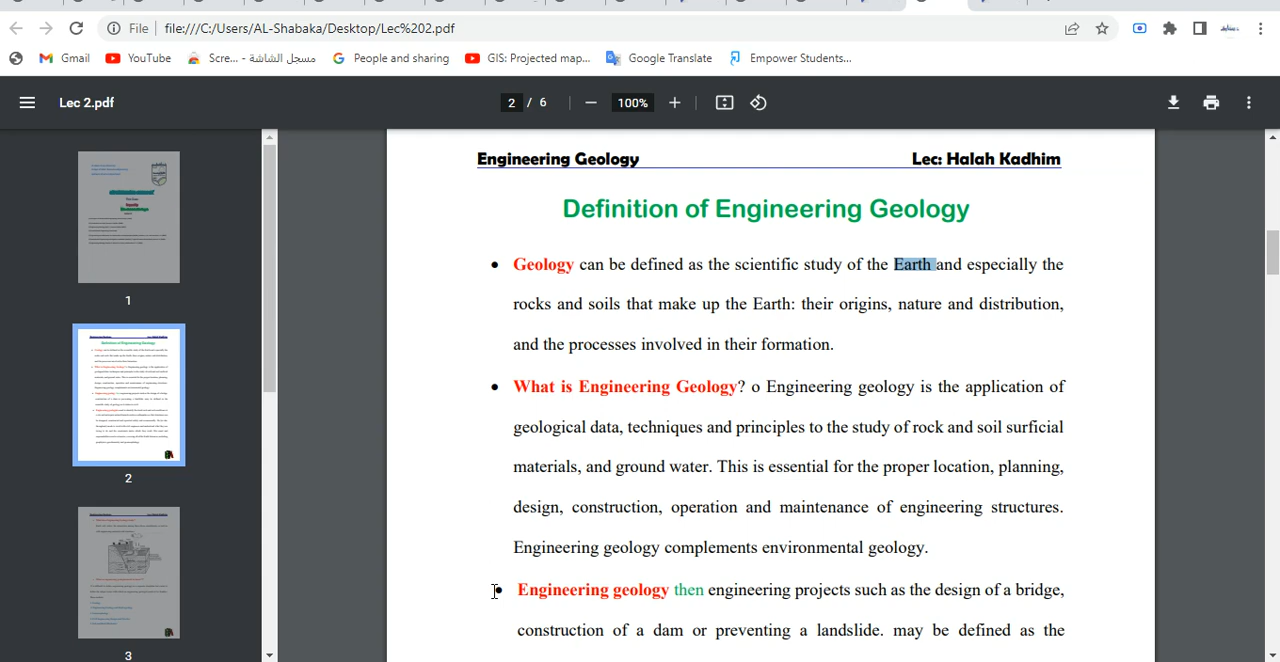 File
file:///C:/Users/AL-Shabaka/Desktop/Lec%202.pdf
Gmail
YouTube
Scre... - مسجل الشاشة
People and sharing
GIS: Projected map...
Google Translate
Empower Students...
Lec 2.pdf
2 / 6
100%
1
2
3
Engineering Geology
Lec: Halah Kadhim
Definition of Engineering Geology
• Geology can be defined as the scientific study of the Earth and especially the
rocks and soils that make up the Earth: their origins, nature and distribution,
and the processes involved in their formation.
• What is Engineering Geology? o Engineering geology is the application of
geological data, techniques and principles to the study of rock and soil surficial
materials, and ground water. This is essential for the proper location, planning,
design, construction, operation and maintenance of engineering structures.
Engineering geology complements environmental geology.
• Engineering geology then engineering projects such as the design of a bridge,
construction of a dam or preventing a landslide. may be defined as the